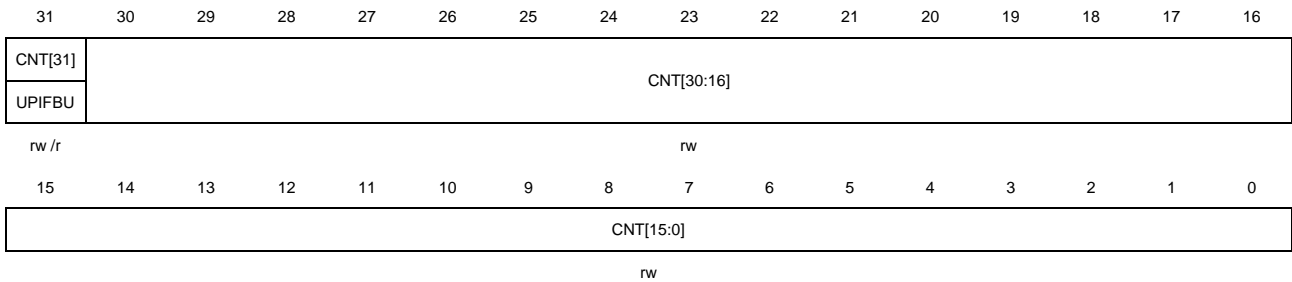 31 30 29 28 27 26 25 24 23 22 21 20 19 18 17 16
CNT[31]
CNT[30:16]
UPIFBU
rw /r rw
15 14 13 12 11 10 9 8 7 6 5 4 3 2 1 0
CNT[15:0]
rw